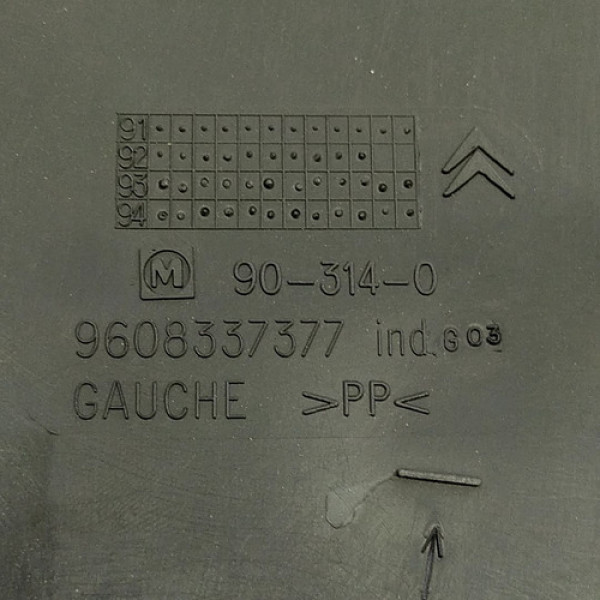 91
92
93
94
M 90-314-0
9608337377 ind.G03
GAUCHE >PP<